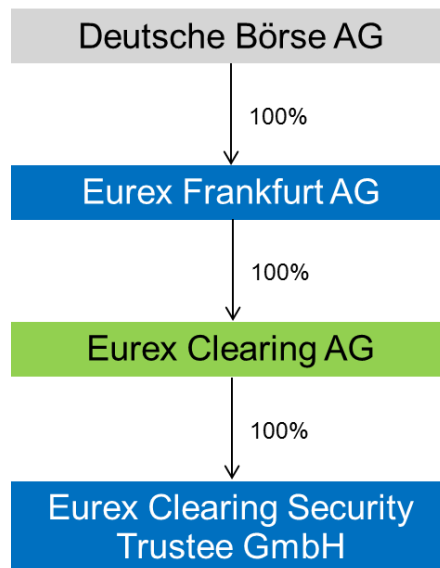 Deutsche Börse AG
100%
Eurex Frankfurt AG
100%
Eurex Clearing AG
100%
Eurex Clearing Security
Trustee GmbH